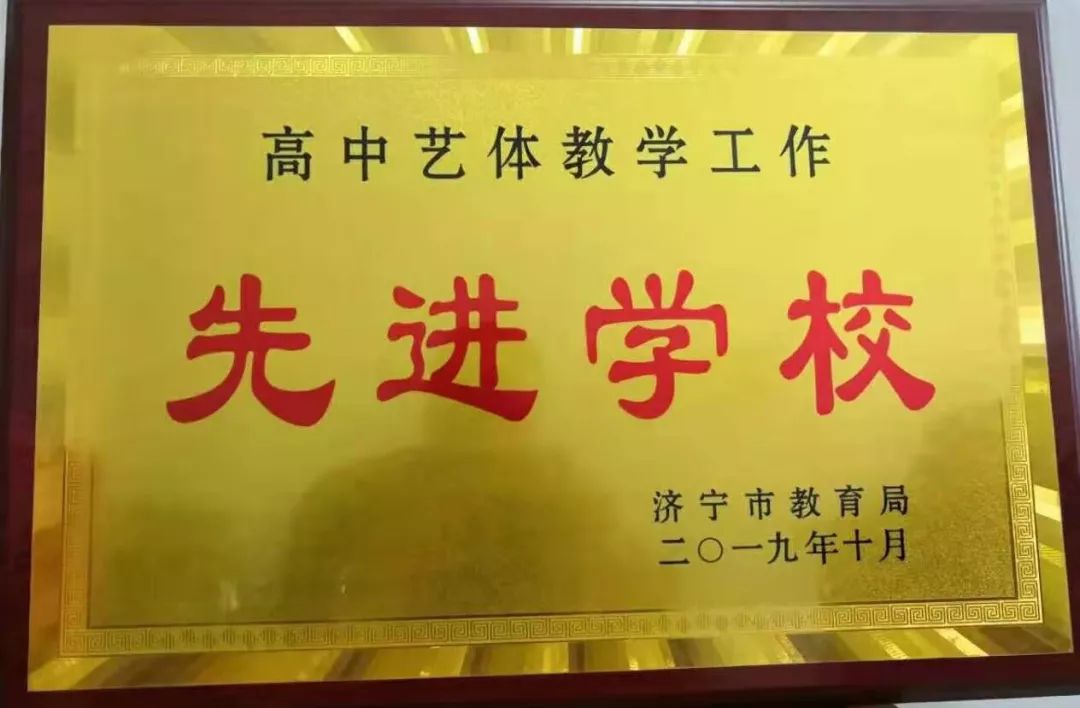 高中艺体教学工作
先进学校
济宁市教育局
二〇一九年十月